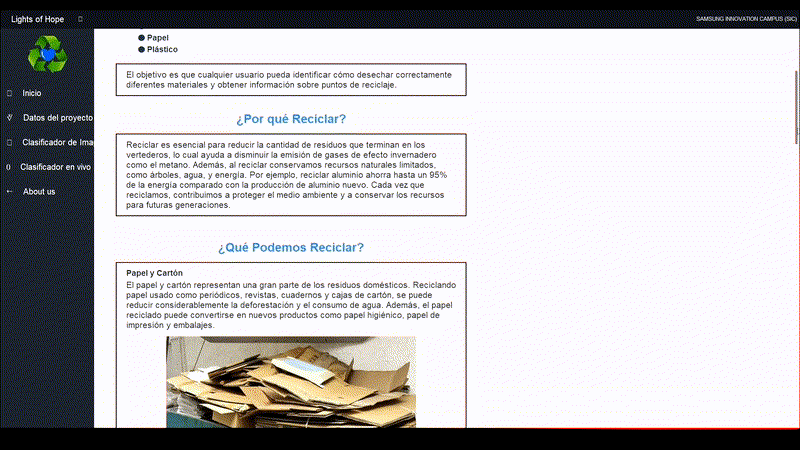 Lights of Hope
SAMSUNG INNOVATION CAMPUS (SIC)
Inicio
Datos del proyecto
Clasificador de Ima
Clasificador en vivo
About us
Papel
Plástico
El objetivo es que cualquier usuario pueda identificar cómo desechar correctamente
diferentes materiales y obtener información sobre puntos de reciclaje.
¿Por qué Reciclar?
Reciclar es esencial para reducir la cantidad de residuos que terminan en los
vertederos, lo cual ayuda a disminuir la emisión de gases de efecto invernadero
como el metano. Además, al reciclar conservamos recursos naturales limitados,
como árboles, agua, y energía. Por ejemplo, reciclar aluminio ahorra hasta un 95%
de la energía comparado con la producción de aluminio nuevo. Cada vez que
reciclamos, contribuimos a proteger el medio ambiente y a conservar los recursos
para futuras generaciones.
¿Qué Podemos Reciclar?
Papel y Cartón
El papel y cartón representan una gran parte de los residuos domésticos. Reciclando
papel usado como periódicos, revistas, cuadernos y cajas de cartón, se puede
reducir considerablemente la deforestación y el consumo de agua. Además, el papel
reciclado puede convertirse en nuevos productos como papel higiénico, papel de
impresión y embalajes.